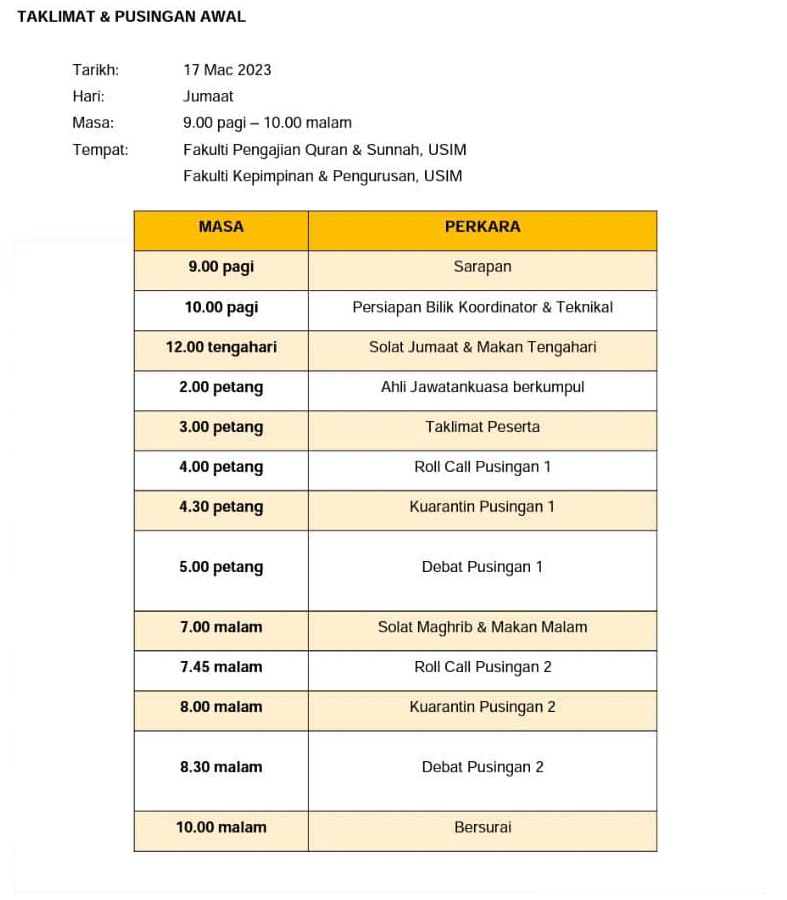 TAKLIMAT & PUSINGAN AWAL
Tarikh: 17 Mac 2023
Hari: Jumaat
Masa: 9.00 pagi – 10.00 malam
Tempat: Fakulti Pengajian Quran & Sunnah, USIM
Fakulti Kepimpinan & Pengurusan, USIM
MASA PERKARA
9.00 pagi Sarapan
10.00 pagi Persiapan Bilik Koordinator & Teknikal
12.00 tengahari Solat Jumaat & Makan Tengahari
2.00 petang Ahli Jawatankuasa berkumpul
3.00 petang Taklimat Peserta
4.00 petang Roll Call Pusingan 1
4.30 petang Kuarantin Pusingan 1
5.00 petang Debat Pusingan 1
7.00 malam Solat Maghrib & Makan Malam
7.45 malam Roll Call Pusingan 2
8.00 malam Kuarantin Pusingan 2
8.30 malam Debat Pusingan 2
10.00 malam Bersurai